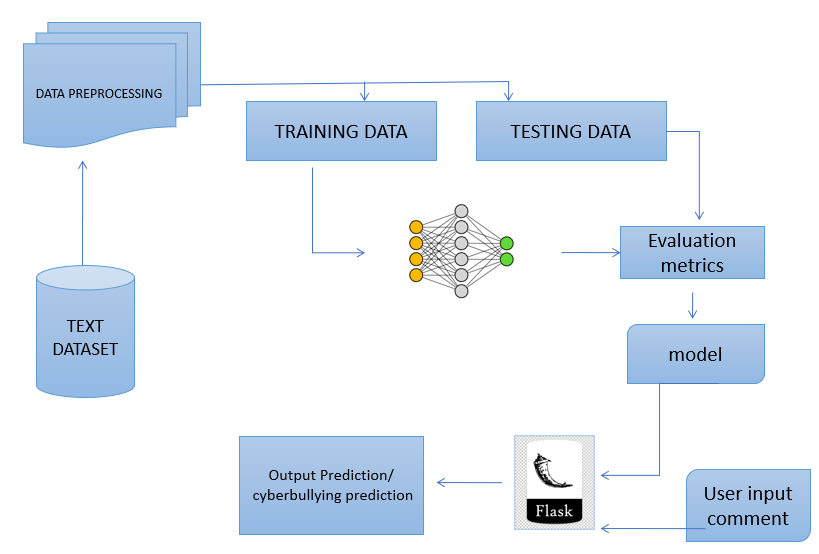 DATA PREPROCESSING
TRAINING DATA
TESTING DATA
Evaluation
metrics
TEXT
DATASET
model
Output Prediction/
cyberbullying prediction
Flask
User input
comment